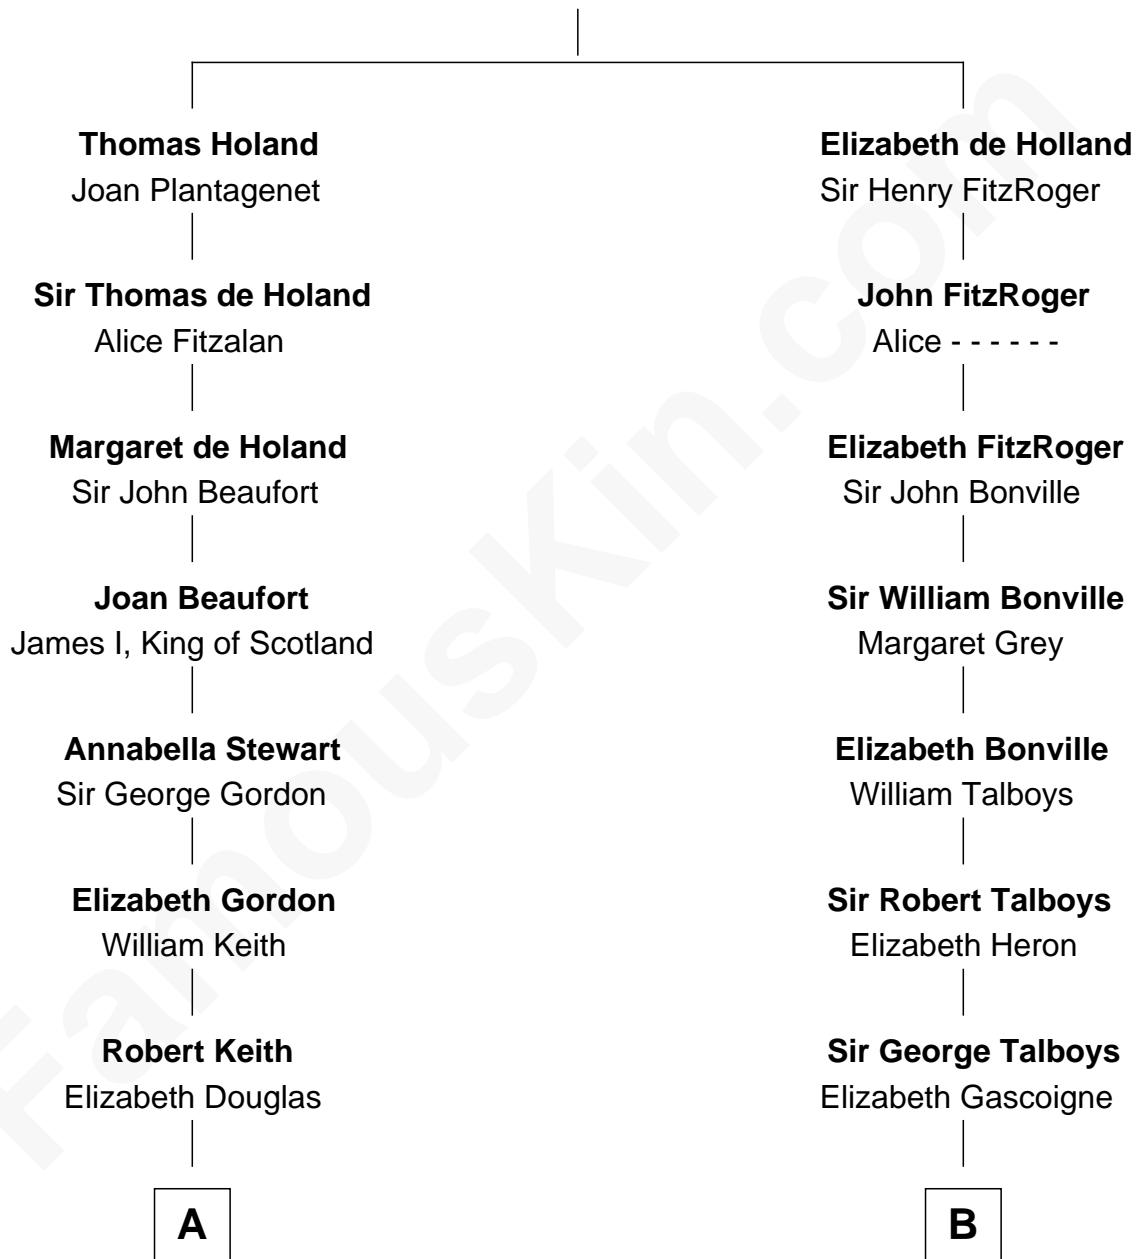 Thomas Holand
Joan Plantagenet
Sir Thomas de Holand
Alice Fitzalan
Margaret de Holand
Sir John Beaufort
Joan Beaufort
James I, King of Scotland
Annabella Stewart
Sir George Gordon
Elizabeth Gordon
William Keith
Robert Keith
Elizabeth Douglas
A
Elizabeth de Holland
Sir Henry FitzRoger
John FitzRoger
Alice - - - - - -
Elizabeth FitzRoger
Sir John Bonville
Sir William Bonville
Margaret Grey
Elizabeth Bonville
William Talboys
Sir Robert Talboys
Elizabeth Heron
Sir George Talboys
Elizabeth Gascoigne
B
FamousKin.com